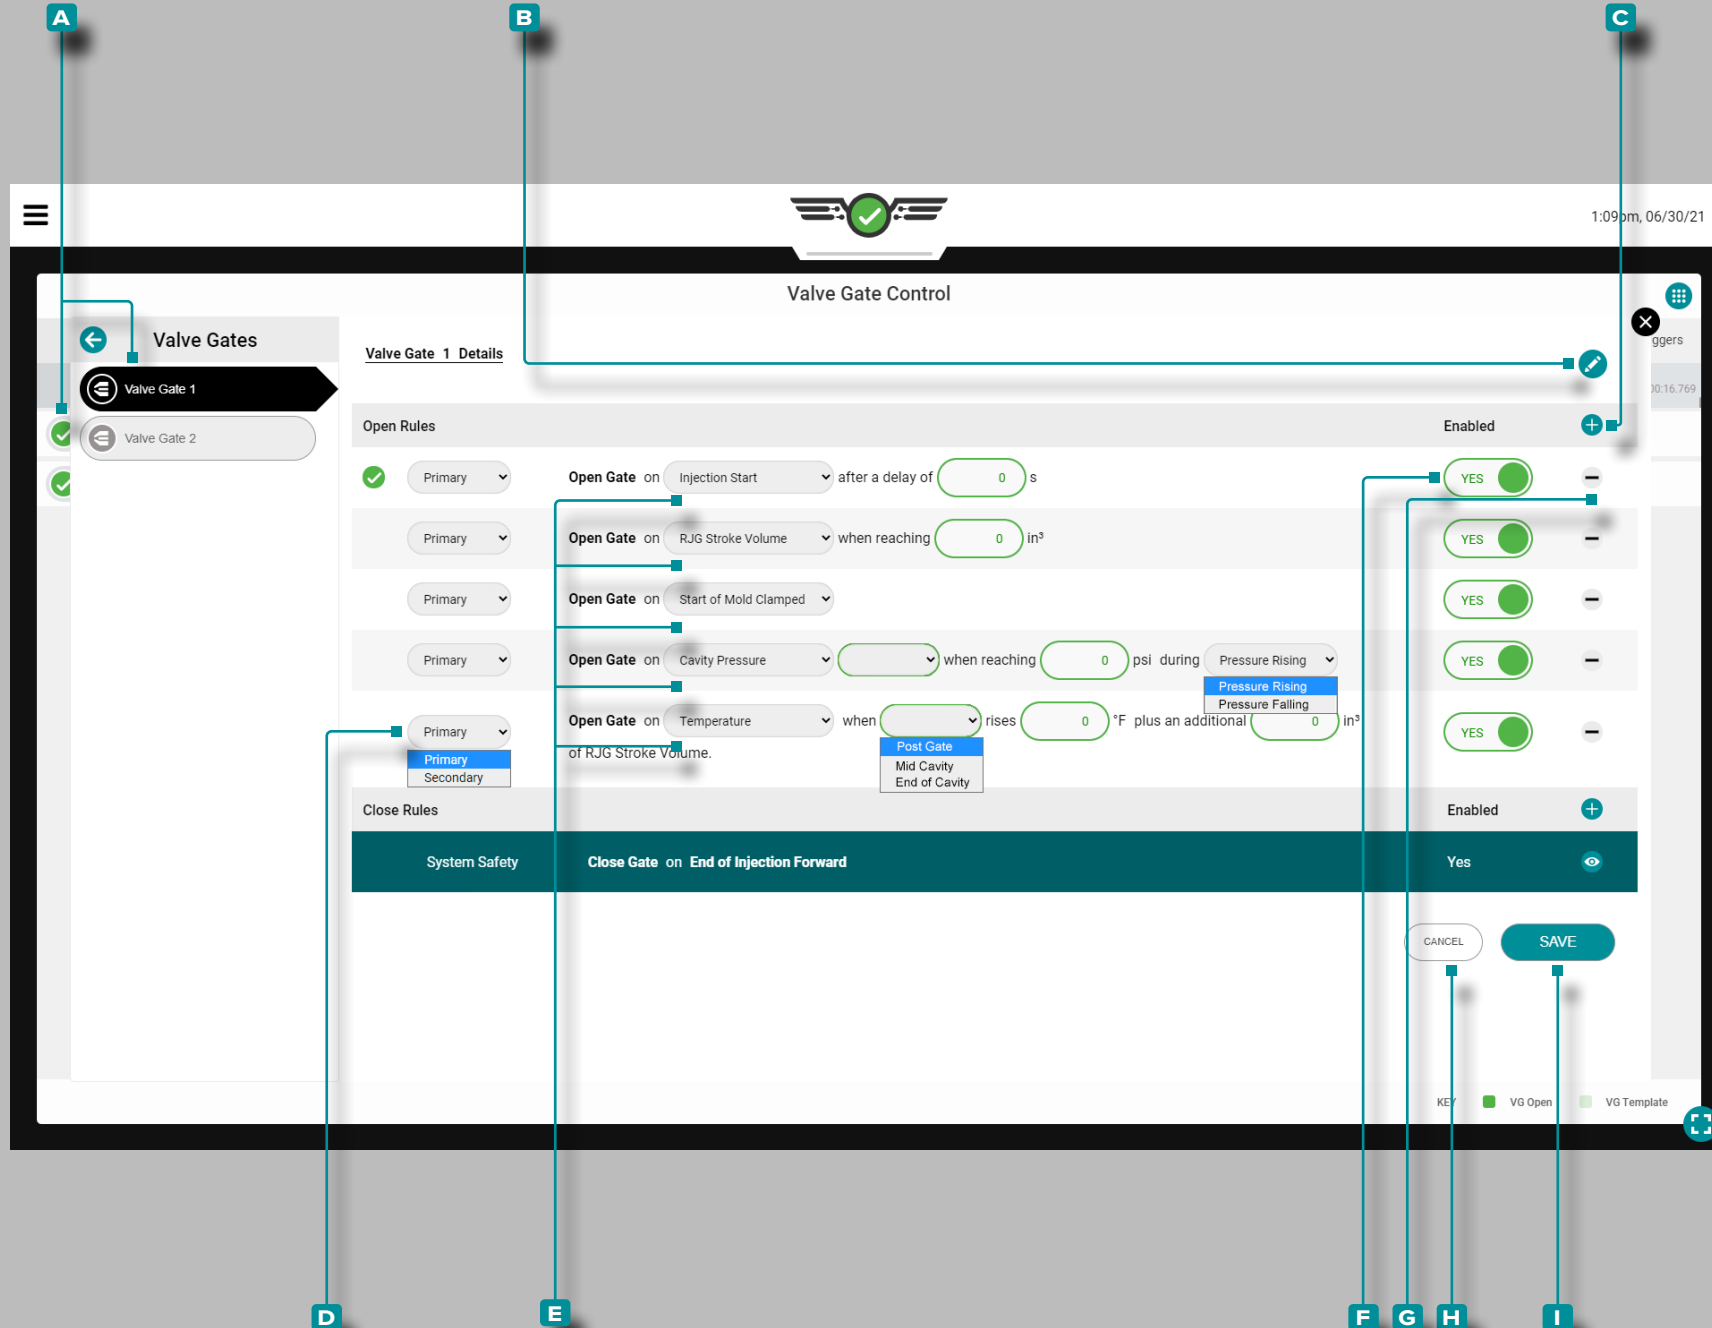 A
B
C
1:09pm, 06/30/21
Valve Gate Control
Valve Gates
Valve Gate 1 Details
ggers
Valve Gate 1
00:16.769
Valve Gate 2
Open Rules
Enabled
Primary
Open Gate on Injection Start after a delay of 0 s
YES
Primary
Open Gate on RJG Stroke Volume when reaching 0 in³
YES
Primary
Open Gate on Start of Mold Clamped
YES
Primary
Open Gate on Cavity Pressure when reaching 0 psi during Pressure Rising
YES
Pressure Rising
Pressure Falling
Primary
Open Gate on Temperature when rises 0 °F plus an additional 0 in³
of RJG Stroke Volume.
YES
Primary
Secondary
Post Gate
Mid Cavity
End of Cavity
Close Rules
Enabled
System Safety
Close Gate on End of Injection Forward
Yes
CANCEL
SAVE
KEY
VG Open
VG Template
D
E
F
G
H
I